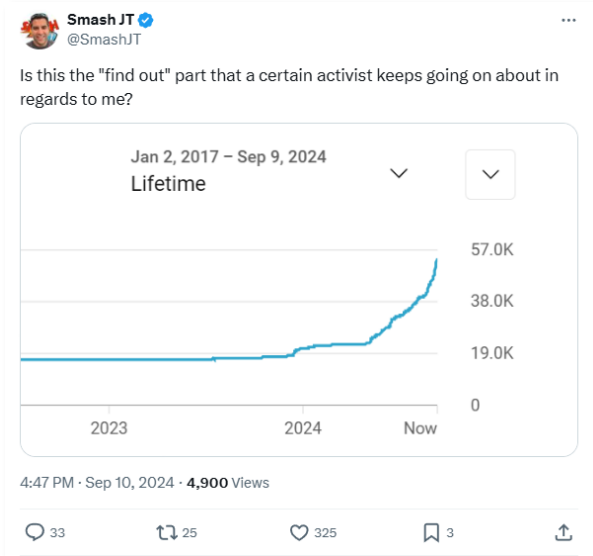 Smash JT
@SmashJT
Is this the "find out" part that a certain activist keeps going on about in
regards to me?
Jan 2, 2017 – Sep 9, 2024
Lifetime
57.0K
38.0K
19.0K
0
2023 2024 Now
4:47 PM · Sep 10, 2024 · 4,900 Views
33 25 325 3